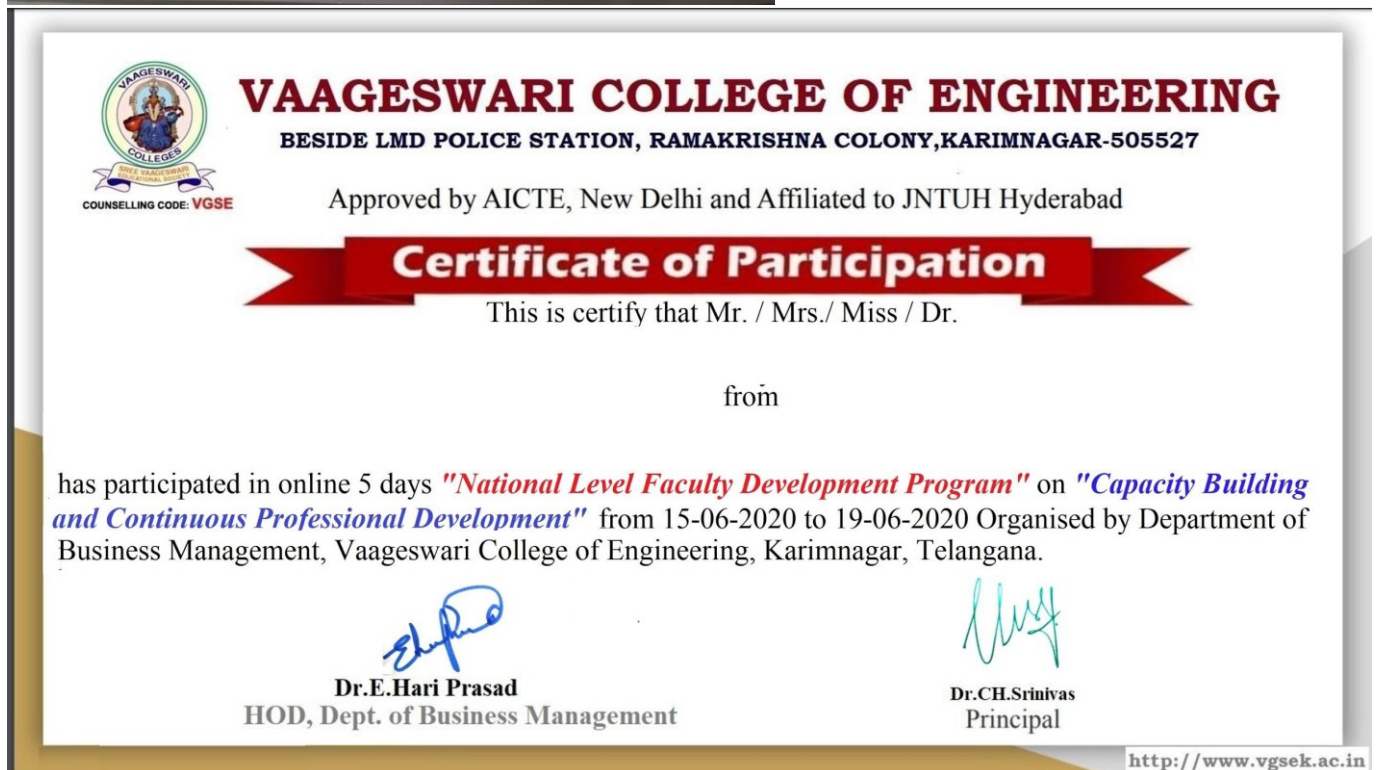 VAAGESWARI
COLLEGES
SREE VAAGESWARI
EDUCATIONAL SOCIETY
COUNSELLING CODE: VGSE
VAAGESWARI COLLEGE OF ENGINEERING
BESIDE LMD POLICE STATION, RAMAKRISHNA COLONY,KARIMNAGAR-505527
Approved by AICTE, New Delhi and Affiliated to JNTUH Hyderabad
Certificate of Participation
This is certify that Mr. / Mrs./ Miss / Dr.
from
has participated in online 5 days "National Level Faculty Development Program" on "Capacity Building
and Continuous Professional Development" from 15-06-2020 to 19-06-2020 Organised by Department of
Business Management, Vaageswari College of Engineering, Karimnagar, Telangana.
Dr.E.Hari Prasad
HOD, Dept. of Business Management
Dr.CH.Srinivas
Principal
http://www.vgsek.ac.in